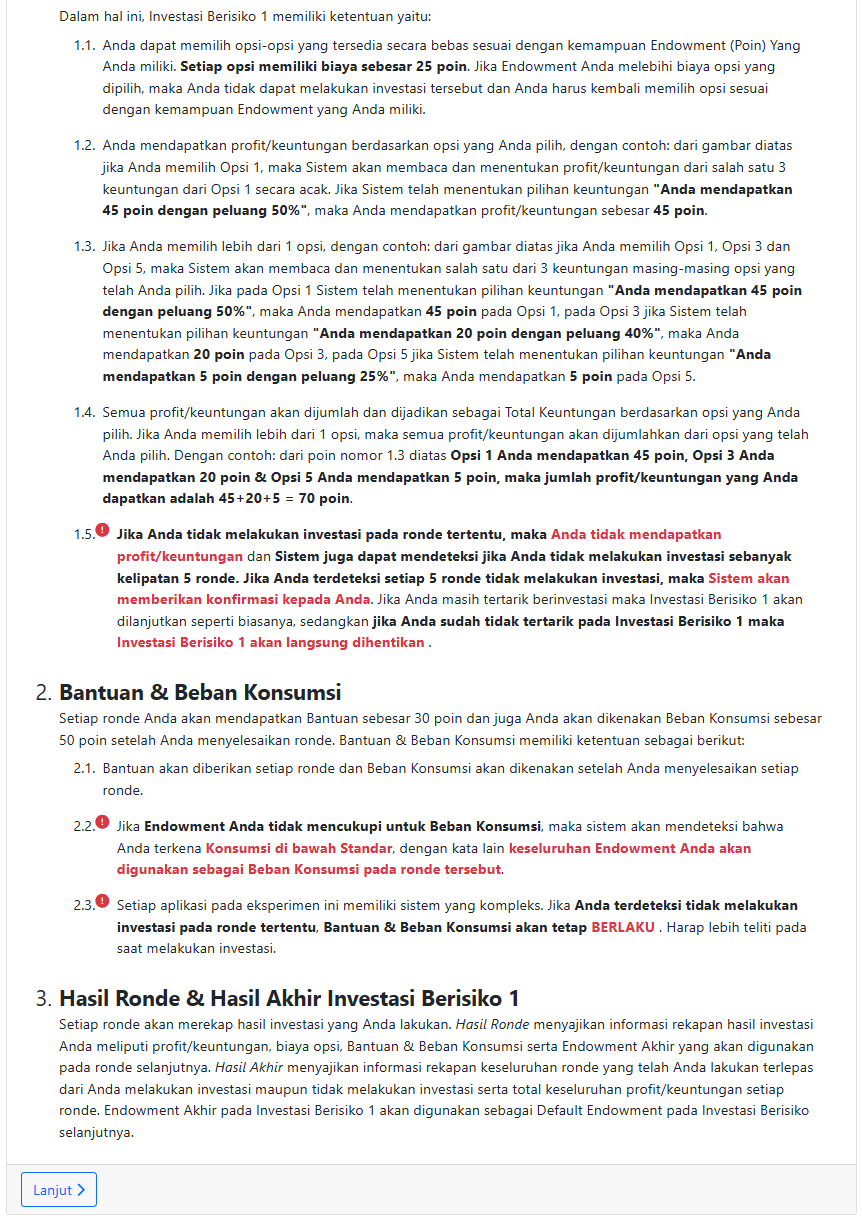 Dalam hal ini, Investasi Berisiko 1 memiliki ketentuan yaitu:
1.1. Anda dapat memilih opsi-opsi yang tersedia secara bebas sesuai dengan kemampuan Endowment (Poin) Yang
Anda miliki. Setiap opsi memiliki biaya sebesar 25 poin. Jika Endowment Anda melebihi biaya opsi yang
dipilih, maka Anda tidak dapat melakukan investasi tersebut dan Anda harus kembali memilih opsi sesuai
dengan kemampuan Endowment yang Anda miliki.
1.2. Anda mendapatkan profit/keuntungan berdasarkan opsi yang Anda pilih, dengan contoh: dari gambar diatas
jika Anda memilih Opsi 1, maka Sistem akan membaca dan menentukan profit/keuntungan dari salah satu 3
keuntungan dari Opsi 1 secara acak. Jika Sistem telah menentukan pilihan keuntungan "Anda mendapatkan
45 poin dengan peluang 50%", maka Anda mendapatkan profit/keuntungan sebesar 45 poin.
1.3. Jika Anda memilih lebih dari 1 opsi, dengan contoh: dari gambar diatas jika Anda memilih Opsi 1, Opsi 3 dan
Opsi 5, maka Sistem akan membaca dan menentukan salah satu dari 3 keuntungan masing-masing opsi yang
telah Anda pilih. Jika pada Opsi 1 Sistem telah menentukan pilihan keuntungan "Anda mendapatkan 45 poin
dengan peluang 50%", maka Anda mendapatkan 45 poin pada Opsi 1, pada Opsi 3 jika Sistem telah
menentukan pilihan keuntungan "Anda mendapatkan 20 poin dengan peluang 40%", maka Anda
mendapatkan 20 poin pada Opsi 3, pada Opsi 5 jika Sistem telah menentukan pilihan keuntungan "Anda
mendapatkan 5 poin dengan peluang 25%", maka Anda mendapatkan 5 poin pada Opsi 5.
1.4. Semua profit/keuntungan akan dijumlah dan dijadikan sebagai Total Keuntungan berdasarkan opsi yang Anda
pilih. Jika Anda memilih lebih dari 1 opsi, maka semua profit/keuntungan akan dijumlahkan dari opsi yang telah
Anda pilih. Dengan contoh: dari poin nomor 1.3 diatas Opsi 1 Anda mendapatkan 45 poin, Opsi 3 Anda
mendapatkan 20 poin & Opsi 5 Anda mendapatkan 5 poin, maka jumlah profit/keuntungan yang Anda
dapatkan adalah 45+20+5 = 70 poin.
1.5. Jika Anda tidak melakukan investasi pada ronde tertentu, maka Anda tidak mendapatkan
profit/keuntungan dan Sistem juga dapat mendeteksi jika Anda tidak melakukan investasi sebanyak
kelipatan 5 ronde. Jika Anda terdeteksi setiap 5 ronde tidak melakukan investasi, maka Sistem akan
memberikan konfirmasi kepada Anda. Jika Anda masih tertarik berinvestasi maka Investasi Berisiko 1 akan
dilanjutkan seperti biasanya, sedangkan jika Anda sudah tidak tertarik pada Investasi Berisiko 1 maka
Investasi Berisiko 1 akan langsung dihentikan .
2. Bantuan & Beban Konsumsi
Setiap ronde Anda akan mendapatkan Bantuan sebesar 30 poin dan juga Anda akan dikenakan Beban Konsumsi sebesar
50 poin setelah Anda menyelesaikan ronde. Bantuan & Beban Konsumsi memiliki ketentuan sebagai berikut:
2.1. Bantuan akan diberikan setiap ronde dan Beban Konsumsi akan dikenakan setelah Anda menyelesaikan setiap
ronde.
2.2. Jika Endowment Anda tidak mencukupi untuk Beban Konsumsi, maka sistem akan mendeteksi bahwa
Anda terkena Konsumsi di bawah Standar, dengan kata lain keseluruhan Endowment Anda akan
digunakan sebagai Beban Konsumsi pada ronde tersebut.
2.3. Setiap aplikasi pada eksperimen ini memiliki sistem yang kompleks. Jika Anda terdeteksi tidak melakukan
investasi pada ronde tertentu, Bantuan & Beban Konsumsi akan tetap BERLAKU . Harap lebih teliti pada
saat melakukan investasi.
3. Hasil Ronde & Hasil Akhir Investasi Berisiko 1
Setiap ronde akan merekap hasil investasi yang Anda lakukan. Hasil Ronde menyajikan informasi rekapan hasil investasi
Anda meliputi profit/keuntungan, biaya opsi, Bantuan & Beban Konsumsi serta Endowment Akhir yang akan digunakan
pada ronde selanjutnya. Hasil Akhir menyajikan informasi rekapan keseluruhan ronde yang telah Anda lakukan terlepas
dari Anda melakukan investasi maupun tidak melakukan investasi serta total keseluruhan profit/keuntungan setiap
ronde. Endowment Akhir pada Investasi Berisiko 1 akan digunakan sebagai Default Endowment pada Investasi Berisiko
selanjutnya.
Lanjut